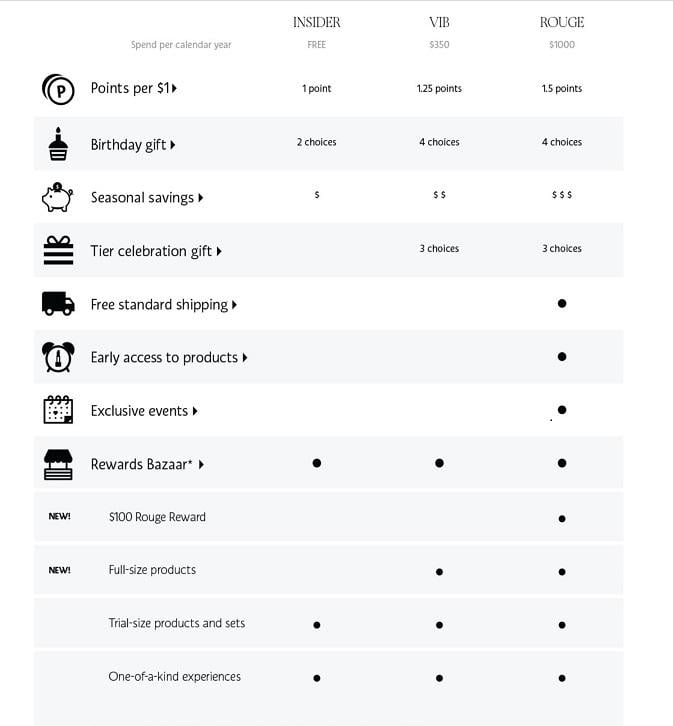 INSIDER VIB ROUGE
Spend per calendar year FREE $350 $1000
P Points per $1 1 point 1.25 points 1.5 points
Birthday gift 2 choices 4 choices 4 choices
Seasonal savings $ $ $ $ $ $
Tier celebration gift 3 choices 3 choices
Free standard shipping
Early access to products
Exclusive events
Rewards Bazaar*
NEW! $100 Rouge Reward
NEW! Full-size products
Trial-size products and sets
One-of-a-kind experiences